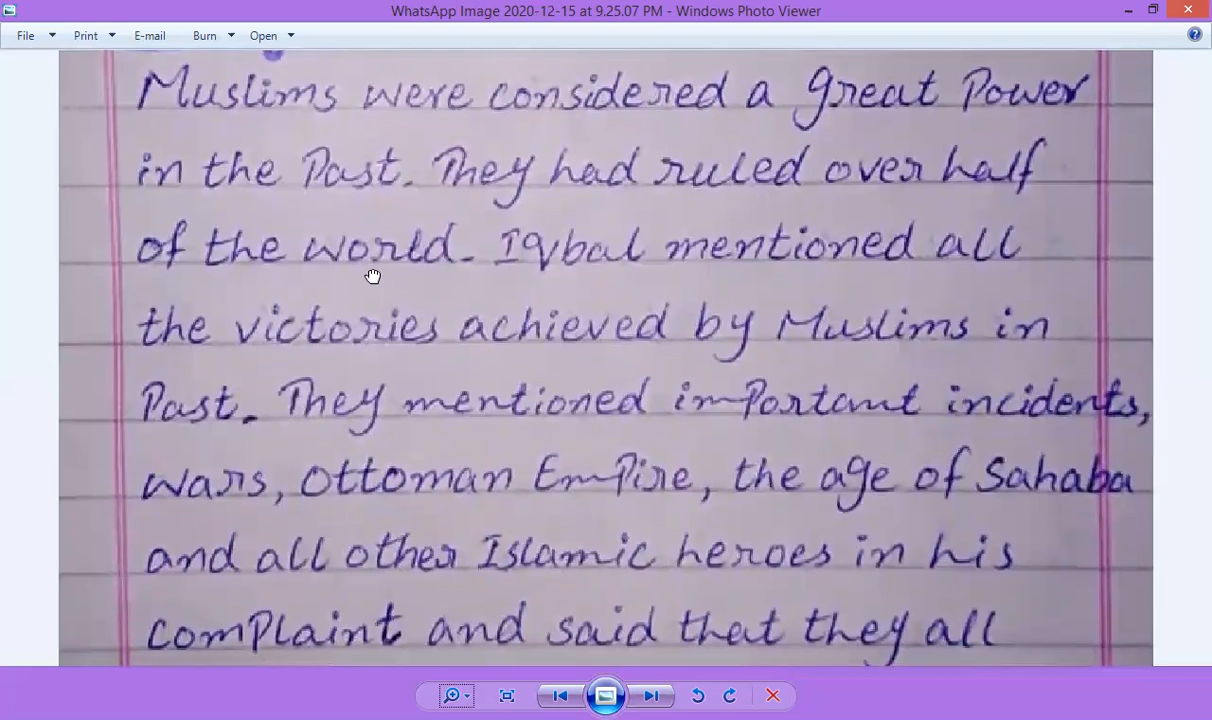 WhatsApp Image 2020-12-15 at 9.25.07 PM - Windows Photo Viewer
File Print E-mail Burn Open
Muslims were considered a great Power
in the Past. They had ruled over half
of the world. Iqbal mentioned all
the victories achieved by Muslims in
Past. They mentioned important incidents,
wars, Ottoman Empire, the age of Sahaba
and all other Islamic heroes in his
complaint and said that they all